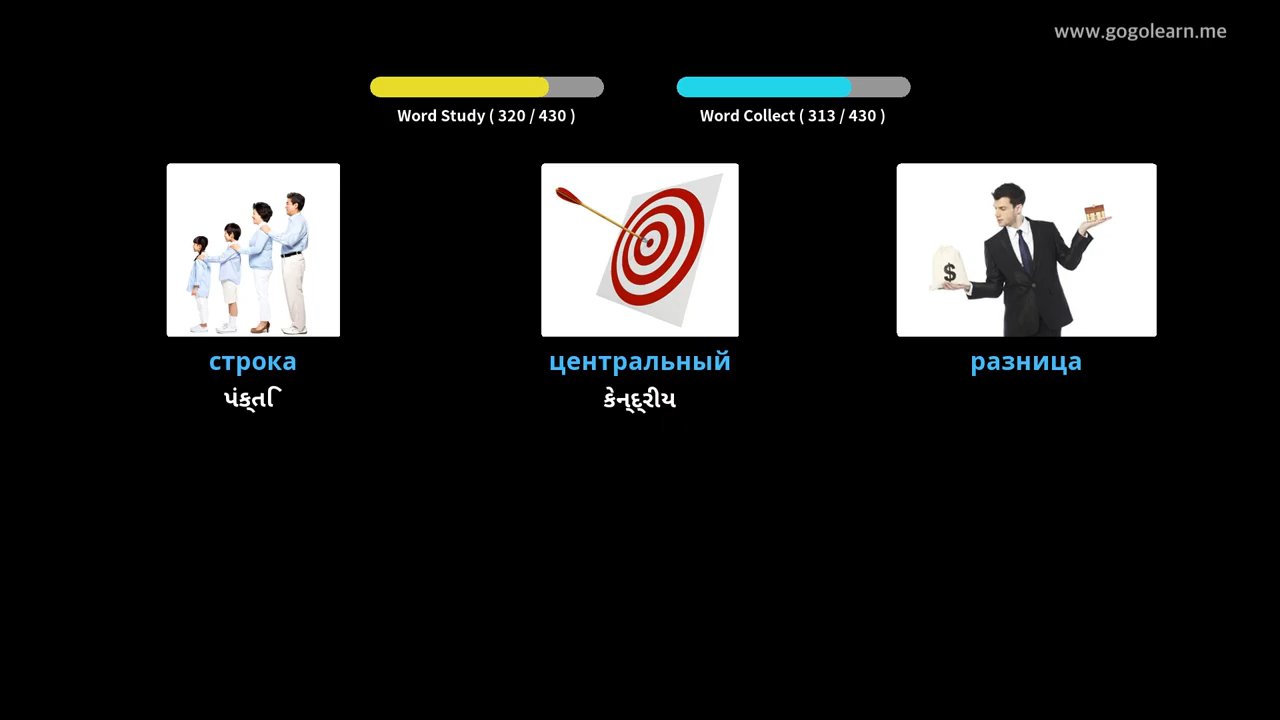 www.gogolearn.me
Word Study ( 320 / 430 )
Word Collect ( 313 / 430 )
$
строка
центральный
разница
પંક્તિ
કેન્દ્રીય